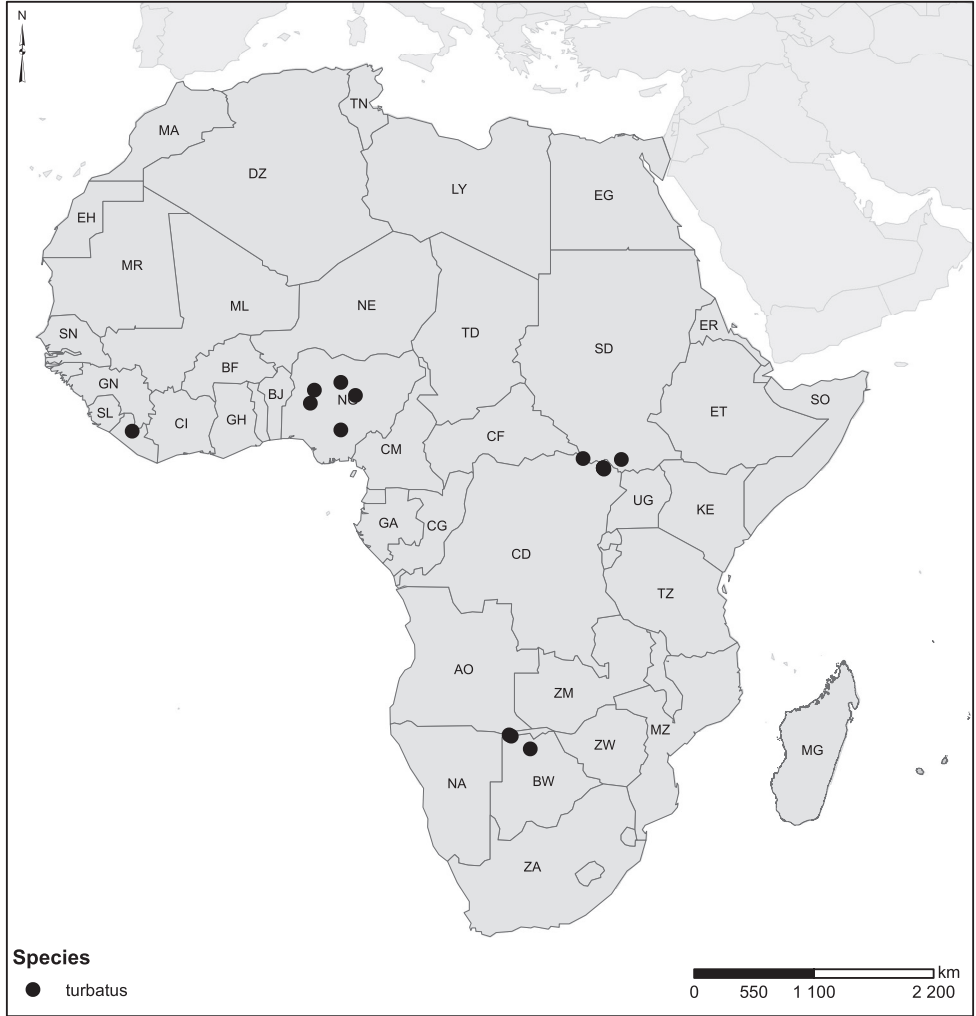 N
TN
MA
DZ
LY
EG
EH
MR
ML
NE
TD
SD
ER
SN
BF
GN
BJ
NG
SL
CI
GH
ET
SO
CM
CF
UG
KE
GA
CG
CD
TZ
AO
ZM
MZ
ZW
MG
NA
BW
ZA
Species
turbatus
km
0 550 1 100 2 200